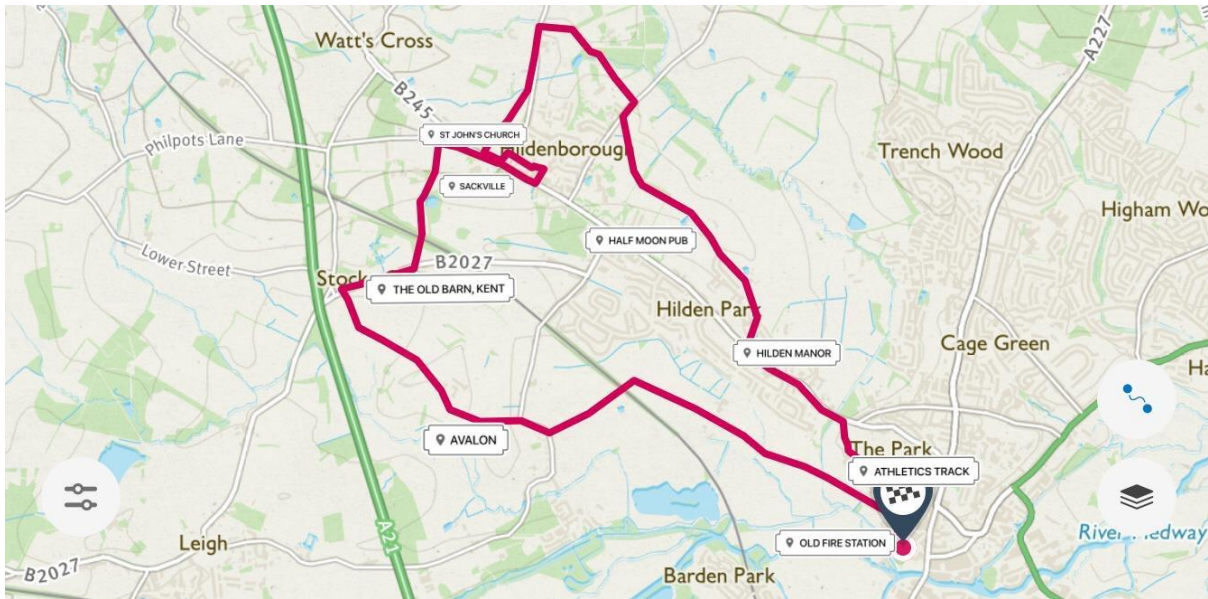 Watt's Cross
A227
B245
ST JOHN'S CHURCH
Philpots Lane
Hildenborough
Trench Wood
SACKVILLE
Higham Wo
HALF MOON PUB
Lower Street
B2027
Stock
THE OLD BARN, KENT
Hilden Park
HILDEN MANOR
Cage Green
Ha
AVALON
The Park
ATHLETICS TRACK
A21
River Medway
Leigh
OLD FIRE STATION
B2027
Barden Park